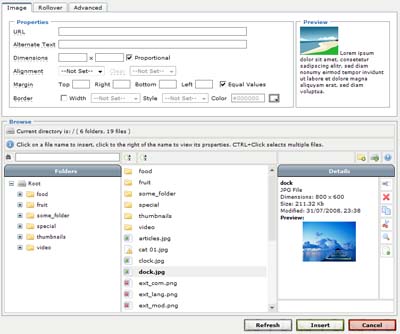 Image Rollover Advanced
Properties
URL
Alternate Text
Dimensions x Proportional
Alignment --Not Set-- Clear --Not Set--
Margin Top Right Bottom Left Equal Values
Border Width --Not Set-- Style --Not Set-- Color #000000
Preview
Lorem ipsum
dolor sit amet, consetetur
sadipscing elitr, sed diam
nonumy eirmod tempor invidunt
ut labore et dolore magna
aliquyam erat, sed diam
voluptua.
Browse
Current directory is: / ( 6 folders, 19 files )
Click on a file name to insert, click to the right of the name to view its properties. CTRL+Click selects multiple files.
Folders
Root
food
fruit
some_folder
special
thumbnails
video
food
fruit
some_folder
special
thumbnails
video
articles.jpg
cat 01.jpg
clock.jpg
dock.jpg
ext_com.png
ext_lang.png
ext_mod.png
Details
dock
JPG File
Dimensions: 800 x 600
Size: 211.32 Kb
Modified: 31/07/2008, 23:38
Preview:
Refresh Insert Cancel